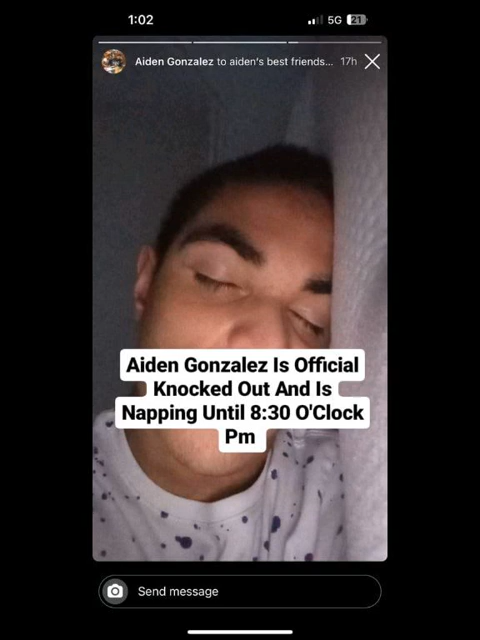 1:02 5G 21
Aiden Gonzalez to aiden's best friends... 17h
Aiden Gonzalez Is Official
Knocked Out And Is
Napping Until 8:30 O'Clock
Pm
Send message